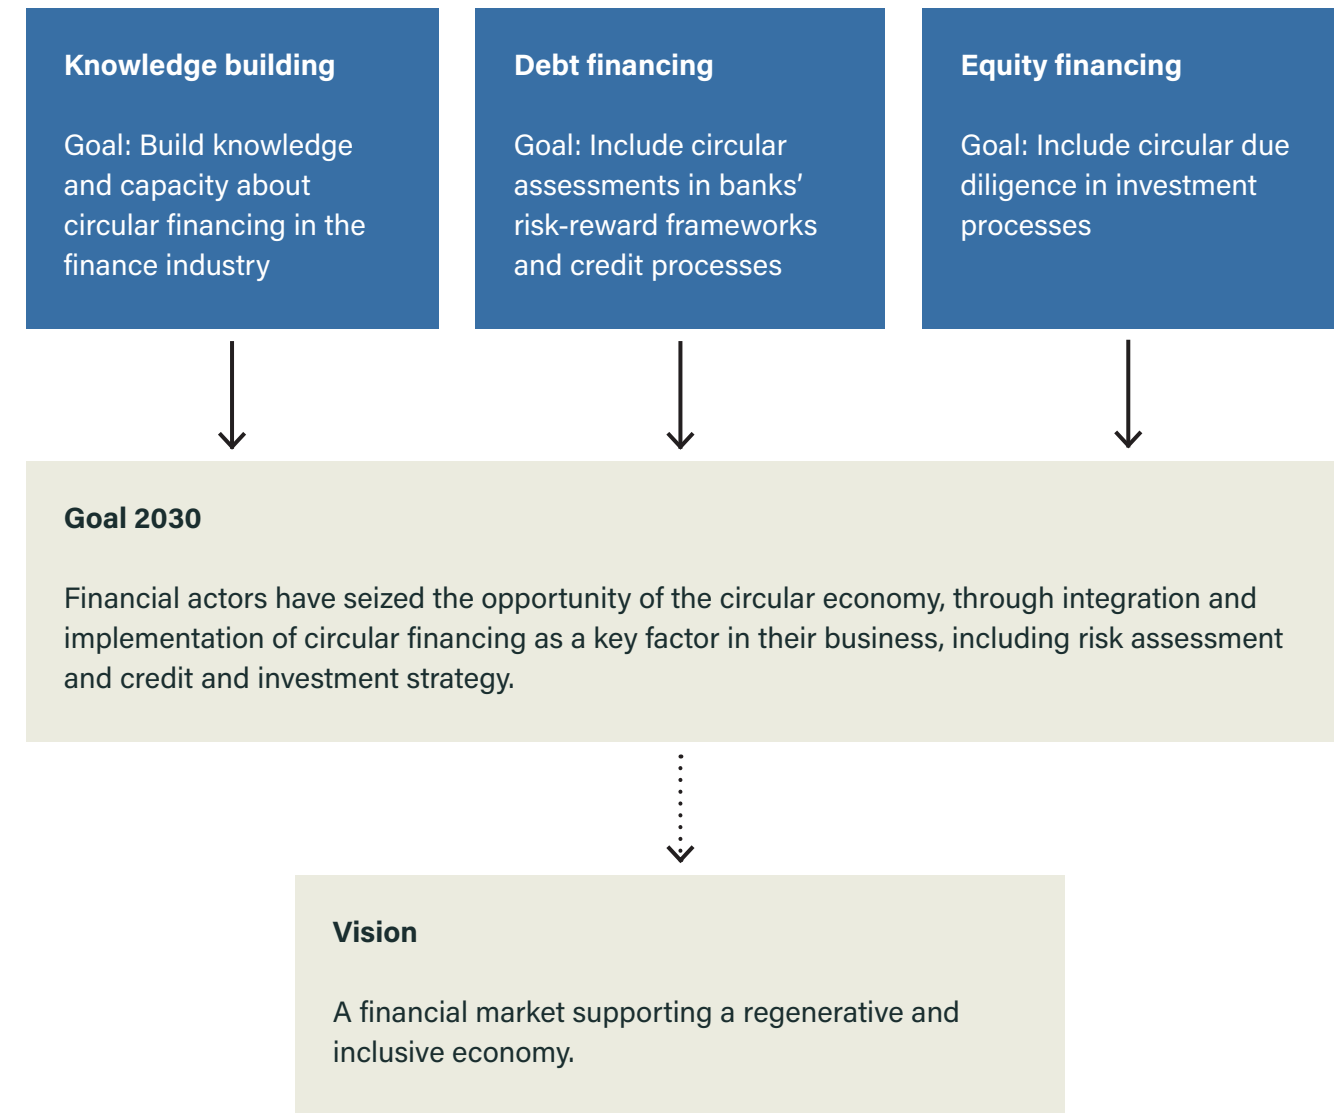 Knowledge building
Goal: Build knowledge
and capacity about
circular financing in the
finance industry
Debt financing
Goal: Include circular
assessments in banks’
risk-reward frameworks
and credit processes
Equity financing
Goal: Include circular due
diligence in investment
processes
Goal 2030
Financial actors have seized the opportunity of the circular economy, through integration and
implementation of circular financing as a key factor in their business, including risk assessment
and credit and investment strategy.
Vision
A financial market supporting a regenerative and
inclusive economy.